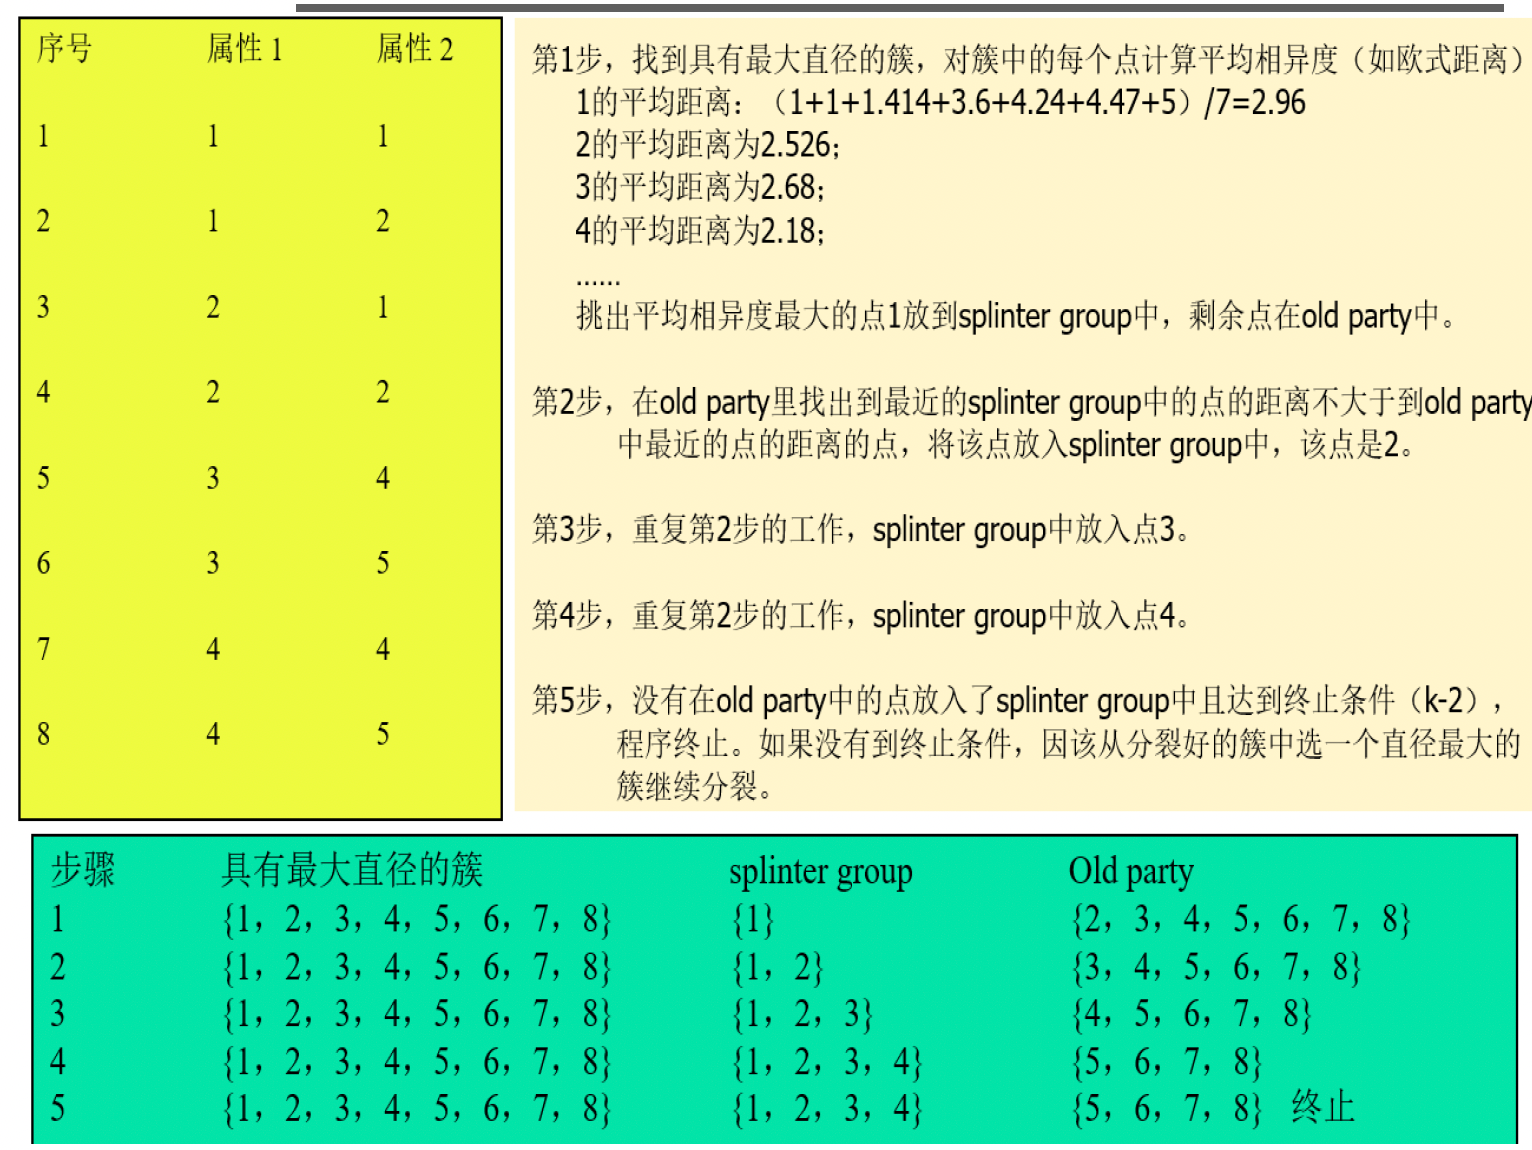 序号 属性 1 属性 2
1 1 1
2 1 2
3 2 1
4 2 2
5 3 4
6 3 5
7 4 4
8 4 5
第1步，找到具有最大直径的簇，对簇中的每个点计算平均相异度（如欧式距离）
1的平均距离：（1+1+1.414+3.6+4.24+4.47+5）/7=2.96
2的平均距离为2.526；
3的平均距离为2.68；
4的平均距离为2.18；
......
挑出平均相异度最大的点1放到splinter group中，剩余点在old party中。
第2步，在old party里找出到最近的splinter group中的点的距离不大于到old party
中最近的点的距离的点，将该点放入splinter group中，该点是2。
第3步，重复第2步的工作，splinter group中放入点3。
第4步，重复第2步的工作，splinter group中放入点4。
第5步，没有在old party中的点放入了splinter group中且达到终止条件（k-2），
程序终止。如果没有到终止条件，因该从分裂好的簇中选一个直径最大的
簇继续分裂。
步骤 具有最大直径的簇 splinter group Old party
1 {1，2，3，4，5，6，7，8} {1} {2，3，4，5，6，7，8}
2 {1，2，3，4，5，6，7，8} {1，2} {3，4，5，6，7，8}
3 {1，2，3，4，5，6，7，8} {1，2，3} {4，5，6，7，8}
4 {1，2，3，4，5，6，7，8} {1，2，3，4} {5，6，7，8}
5 {1，2，3，4，5，6，7，8} {1，2，3，4} {5，6，7，8} 终止